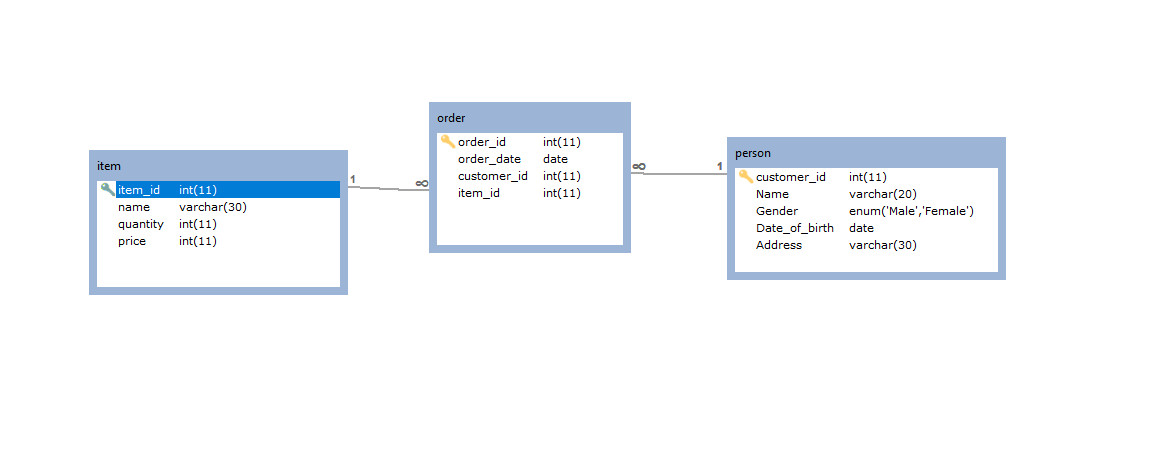 item
item_id int(11)
name varchar(30)
quantity int(11)
price int(11)
1 ∞
order
order_id int(11)
order_date date
customer_id int(11)
item_id int(11)
∞ 1
person
customer_id int(11)
Name varchar(20)
Gender enum('Male','Female')
Date_of_birth date
Address varchar(30)